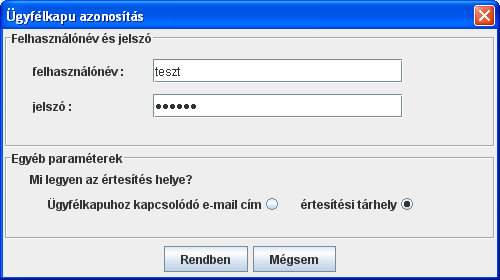 Ügyfélkapu azonosítás
Felhasználónév és jelszó
felhasználónév :
teszt
jelszó :
●●●●●●
Egyéb paraméterek
Mi legyen az értesítés helye?
Ügyfélkapuhoz kapcsolódó e-mail cím
értesítési tárhely
Rendben
Mégsem